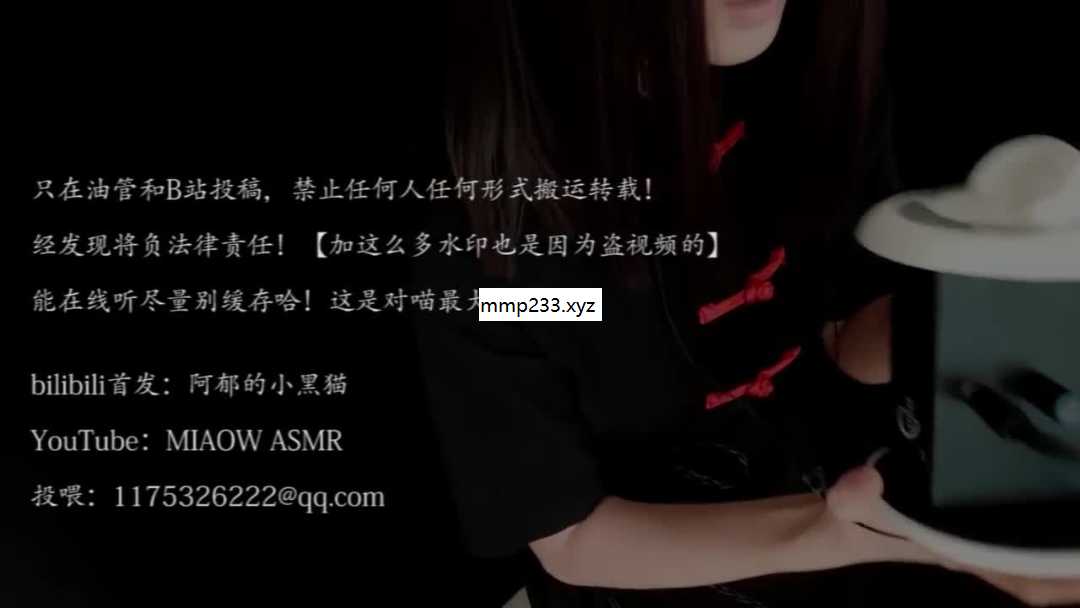 只在油管和B站投稿，禁止任何人任何形式搬运转载！
经发现将负法律责任！【加这么多水印也是因为盗视频的】
能在线听尽量别缓存哈！这是对喵最大
mmp233.xyz
bilibili首发：阿郁的小黑猫
YouTube：MIAOW ASMR
投喂：1175326222@qq.com